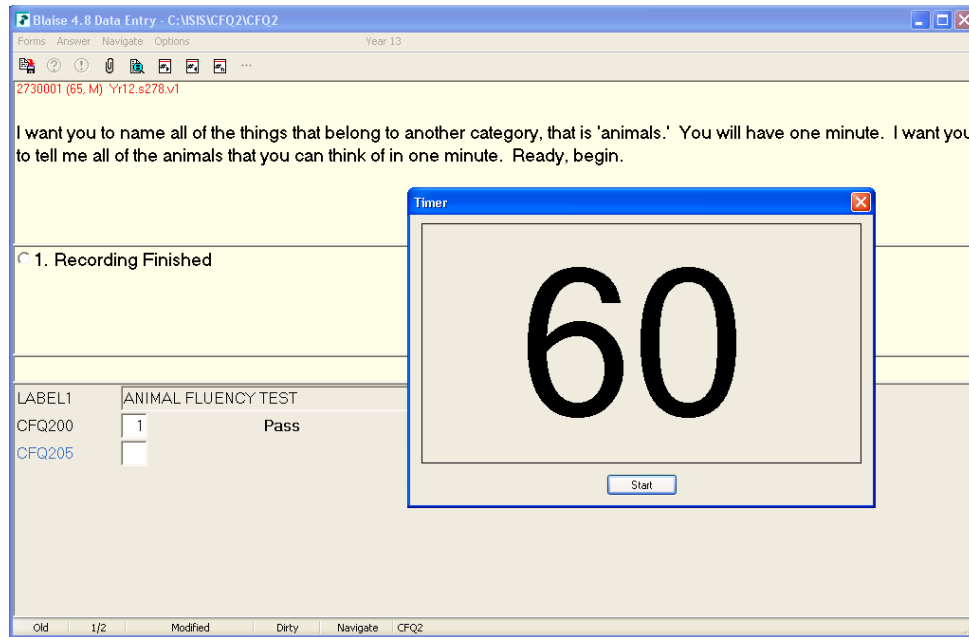 Blaise 4.8 Data Entry - C:\ISIS\CFQ2\CFQ2
Forms Answer Navigate Options Year 13
2730001 (65, M) Yr12.s278.v1
I want you to name all of the things that belong to another category, that is 'animals.' You will have one minute. I want you
to tell me all of the animals that you can think of in one minute. Ready, begin.
Timer
60
Start
1. Recording Finished
LABEL1 ANIMAL FLUENCY TEST
CFQ200 1 Pass
CFQ205
Old 1/2 Modified Dirty Navigate CFQ2